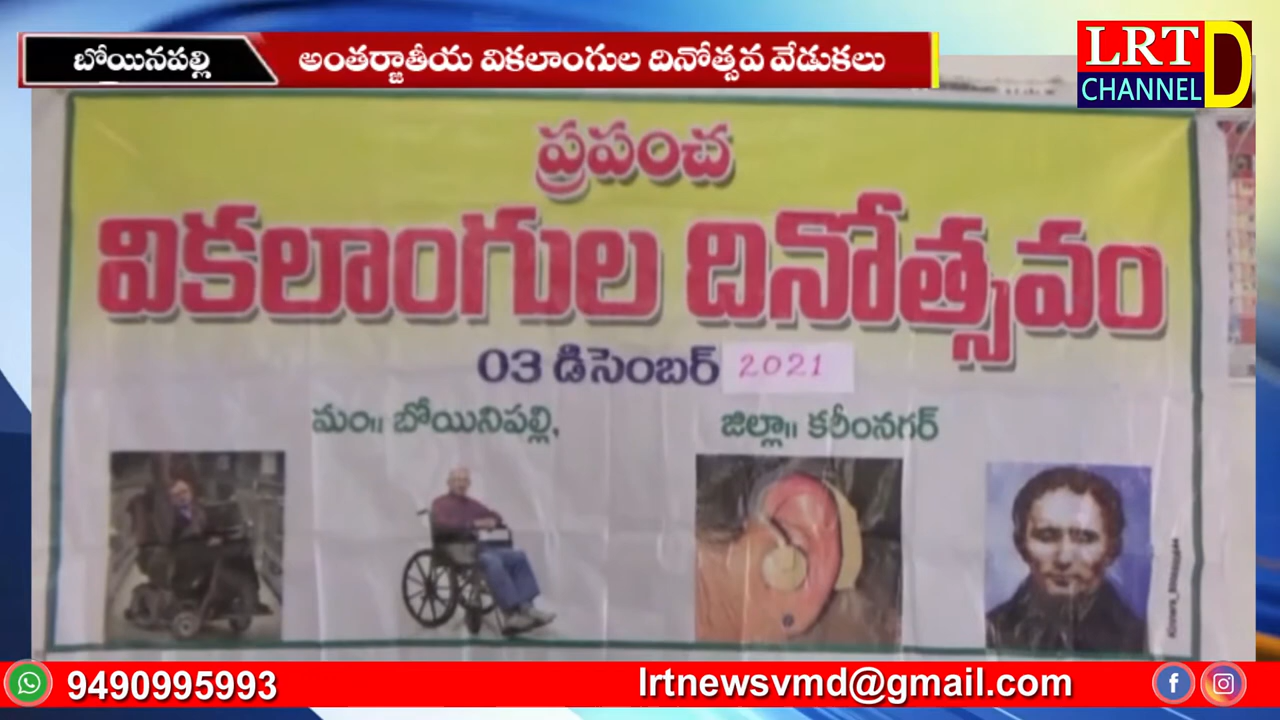 బోయినపల్లి
అంతర్జాతీయ వికలాంగుల దినోత్సవ వేడుకలు
LRT D
CHANNEL
ప్రపంచ
వికలాంగుల దినోత్సవం
03 డిసెంబర్ 2021
మం|| బోయినిపల్లి, జిల్లా|| కరీంనగర్
9490995993
lrtnewsvmd@gmail.com